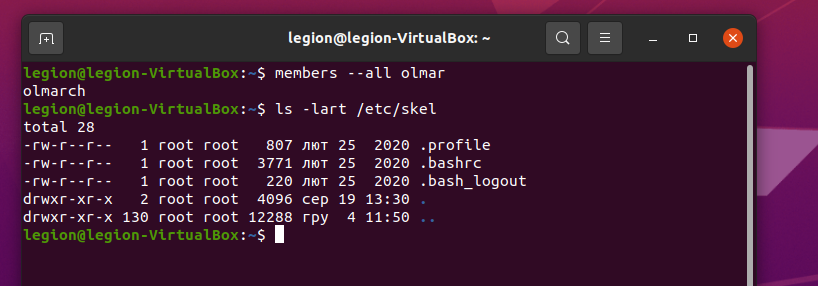 legion@legion-VirtualBox: ~
legion@legion-VirtualBox:~$ members --all olmar
olmarch
legion@legion-VirtualBox:~$ ls -lart /etc/skel
total 28
-rw-r--r--   1 root root   807 лют 25  2020 .profile
-rw-r--r--   1 root root  3771 лют 25  2020 .bashrc
-rw-r--r--   1 root root   220 лют 25  2020 .bash_logout
drwxr-xr-x   2 root root  4096 сер 19 13:30 .
drwxr-xr-x 130 root root 12288 гру  4 11:50 ..
legion@legion-VirtualBox:~$